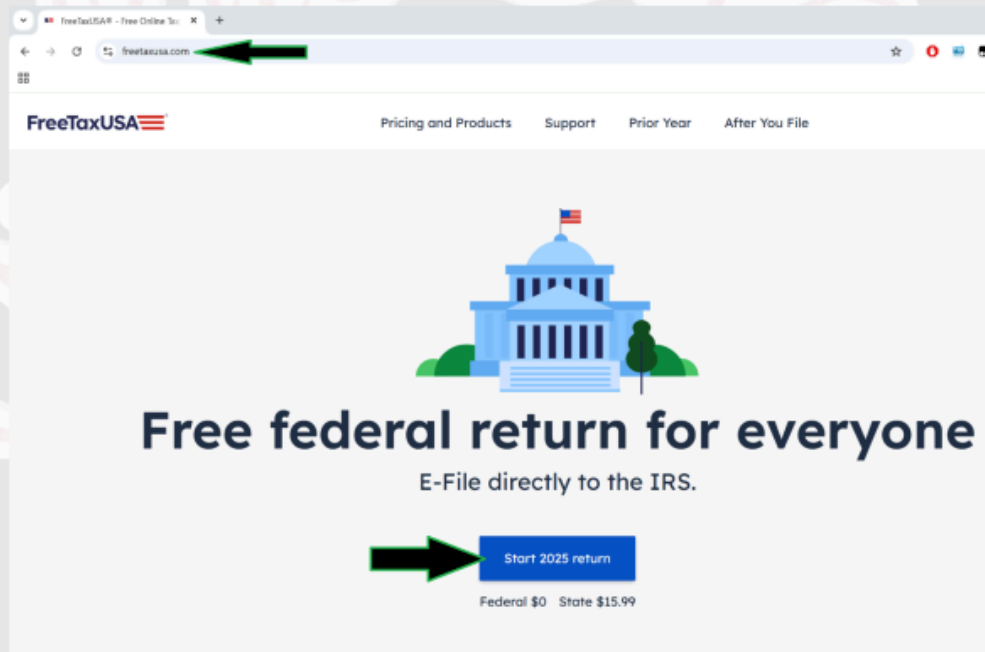 FreeTaxUSA® - Free Online Tax
freetaxusa.com
FreeTaxUSA
Pricing and Products Support Prior Year After You File
Free federal return for everyone
E-File directly to the IRS.
Start 2025 return
Federal $0 State $15.99